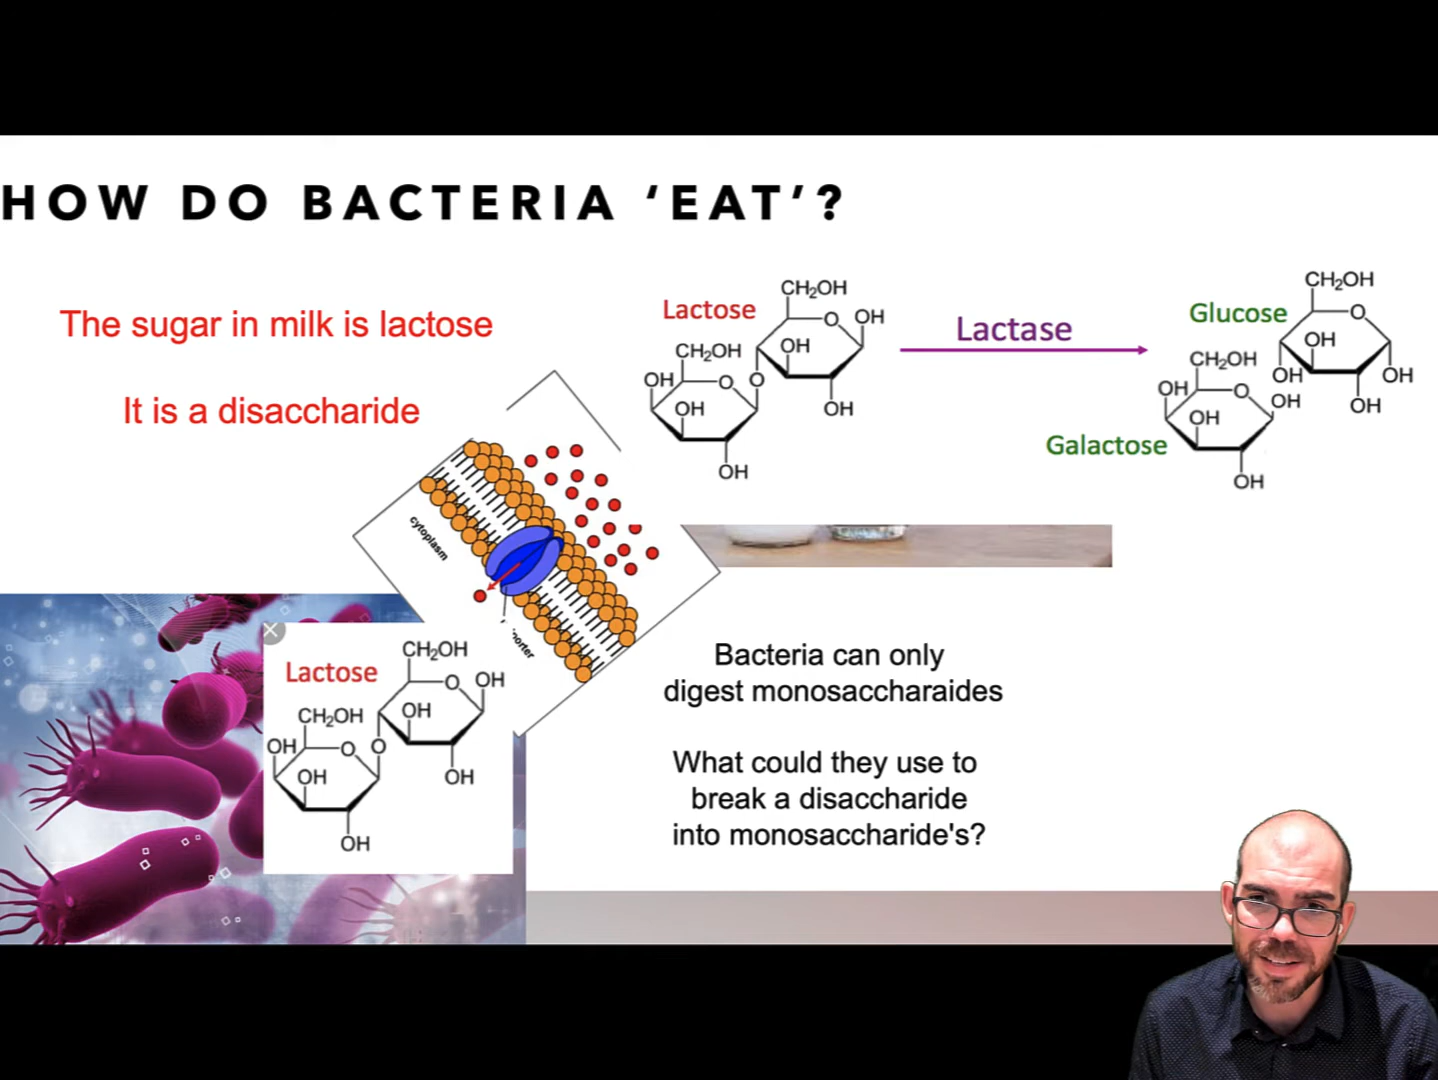 HOW DO BACTERIA ‘EAT’?
The sugar in milk is lactose
It is a disaccharide
Lactose
CH₂OH
O
OH
OH
CH₂OH
OH
O
O
OH
OH
OH
Lactase
Glucose
CH₂OH
O
OH
OH
OH
OH
CH₂OH
OH
O
OH
OH
Galactose
OH
cytoplasm
Lactose
CH₂OH
O
OH
OH
CH₂OH
OH
O
O
OH
OH
OH
Bacteria can only
digest monosaccharaides
What could they use to
break a disaccharide
into monosaccharide's?